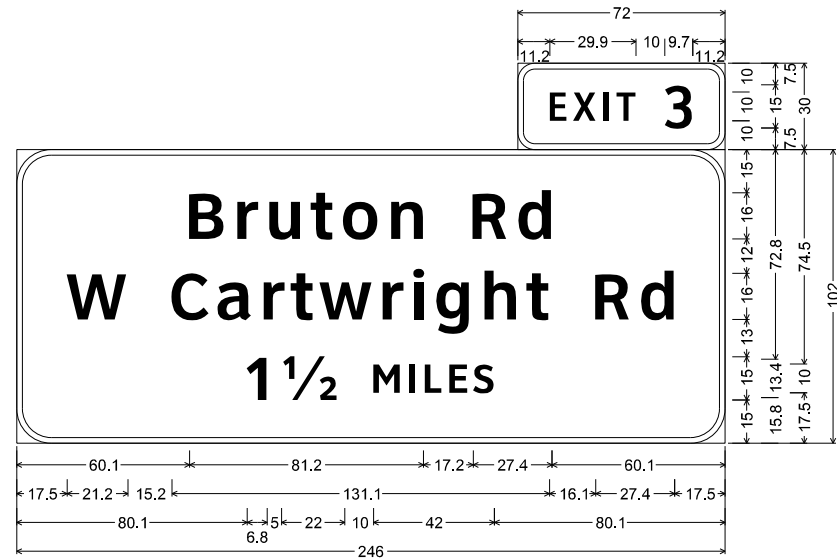 72
29.9 10 9.7
11.2 11.2
EXIT 3
10 10 10
7.5 15 7.5
30
Bruton Rd
W Cartwright Rd
1½ MILES
15 16 12 16 13 15 15
72.8 13.4 15.8
74.5 10 17.5
102
60.1 81.2 17.2 27.4 60.1
17.5 21.2 15.2 131.1 16.1 27.4 17.5
80.1 6.8 5 22 10 42 80.1
246